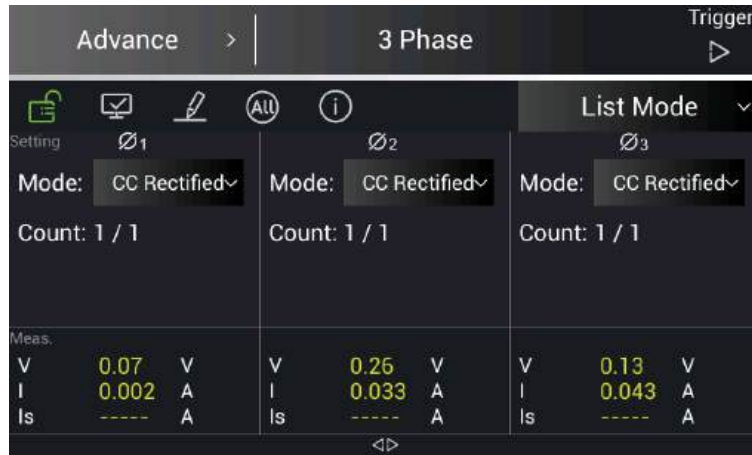 Advance > 3 Phase Trigger
All i List Mode
Setting Ø1 Ø2 Ø3
Mode: CC Rectified Mode: CC Rectified Mode: CC Rectified
Count: 1 / 1 Count: 1 / 1 Count: 1 / 1
Meas.
V 0.07 V V 0.26 V V 0.13 V
I 0.002 A I 0.033 A I 0.043 A
Is ----- A Is ----- A Is ----- A